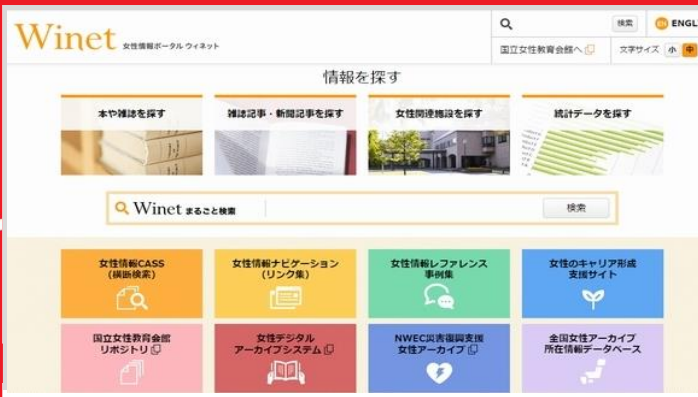 Winet 女性情報ポータル ウィネット
検索
EN ENGL
国立女性教育会館へ
文字サイズ 小 中
情報を探す
本や雑誌を探す
雑誌記事・新聞記事を探す
女性関連施設を探す
統計データを探す
Winet まるごと検索
検索
女性情報CASS
(横断検索)
女性情報ナビゲーション
(リンク集)
女性情報レファレンス
事例集
女性のキャリア形成
支援サイト
国立女性教育会館
リポジトリ
女性デジタル
アーカイブシステム
NWEC災害復興支援
女性アーカイブ
全国女性アーカイブ
所在情報データベース